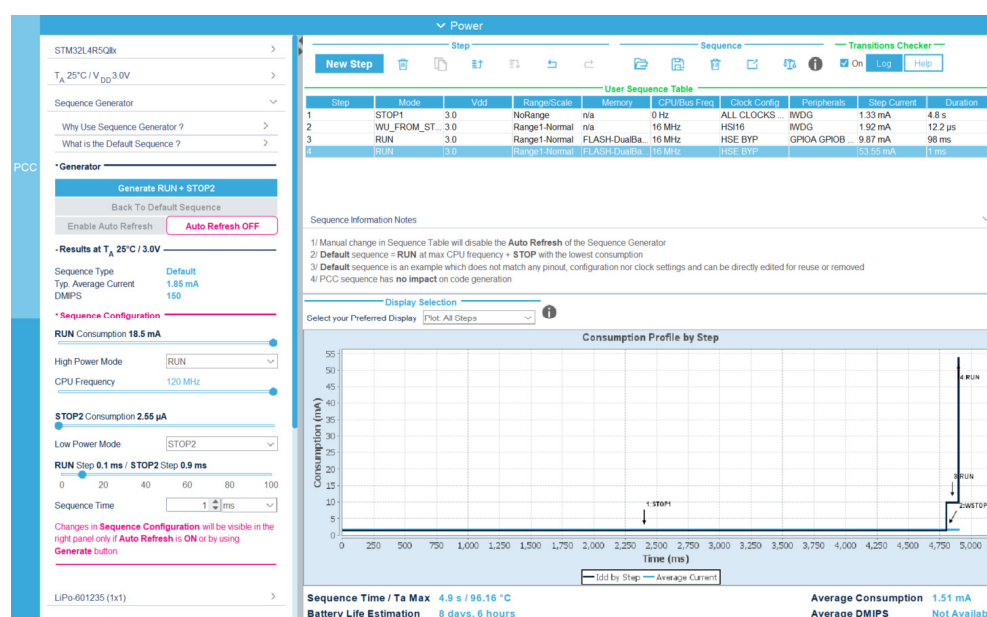 Power
PCC
STM32L4R5QIIx
TA 25°C / VDD 3.0V
Sequence Generator
Why Use Sequence Generator ?
What is the Default Sequence ?
Generator
Generate RUN + STOP2
Back To Default Sequence
Enable Auto Refresh Auto Refresh OFF
Results at TA 25°C / 3.0V
Sequence Type Default
Typ. Average Current 1.85 mA
DMIPS 150
Sequence Configuration
RUN Consumption 18.5 mA
High Power Mode RUN
CPU Frequency 120 MHz
STOP2 Consumption 2.55 µA
Low Power Mode STOP2
RUN Step 0.1 ms / STOP2 Step 0.9 ms
0 20 40 60 80 100
Sequence Time 1 ms
Changes in Sequence Configuration will be visible in the
right panel only if Auto Refresh is ON or by using
Generate button.
LiPo-601235 (1x1)
Step Sequence Transitions Checker
New Step On Log Help
User Sequence Table
Step Mode Vdd Range/Scale Memory CPU/Bus Freq Clock Config Peripherals Step Current Duration
1 STOP1 3.0 NoRange n/a 0 Hz ALL CLOCKS ... IWDG 1.33 mA 4.8 s
2 WU_FROM_ST... 3.0 Range1-Normal n/a 16 MHz HSI16 IWDG 1.92 mA 12.2 µs
3 RUN 3.0 Range1-Normal FLASH-DualBa... 16 MHz HSE BYP GPIOA GPIOB ... 9.87 mA 98 ms
4 RUN 3.0 Range1-Normal FLASH-DualBa... 16 MHz HSE BYP 53.55 mA 1 ms
Sequence Information Notes
1/ Manual change in Sequence Table will disable the Auto Refresh of the Sequence Generator
2/ Default sequence = RUN at max CPU frequency + STOP with the lowest consumption
3/ Default sequence is an example which does not match any pinout, configuration nor clock settings and can be directly edited for reuse or removed
4/ PCC sequence has no impact on code generation
Display Selection
Select your Preferred Display Plot: All Steps
Consumption Profile by Step
Consumption (mA)
55
50
45
40
35
30
25
20
15
10
5
0
4:RUN
3:RUN
1:STOP1
2:WSTOP
0 250 500 750 1,000 1,250 1,500 1,750 2,000 2,250 2,500 2,750 3,000 3,250 3,500 3,750 4,000 4,250 4,500 4,750 5,000
Time (ms)
Idd by Step Average Current
Sequence Time / Ta Max 4.9 s / 96.16 °C Average Consumption 1.51 mA
Battery Life Estimation 8 days, 6 hours Average DMIPS Not Availab